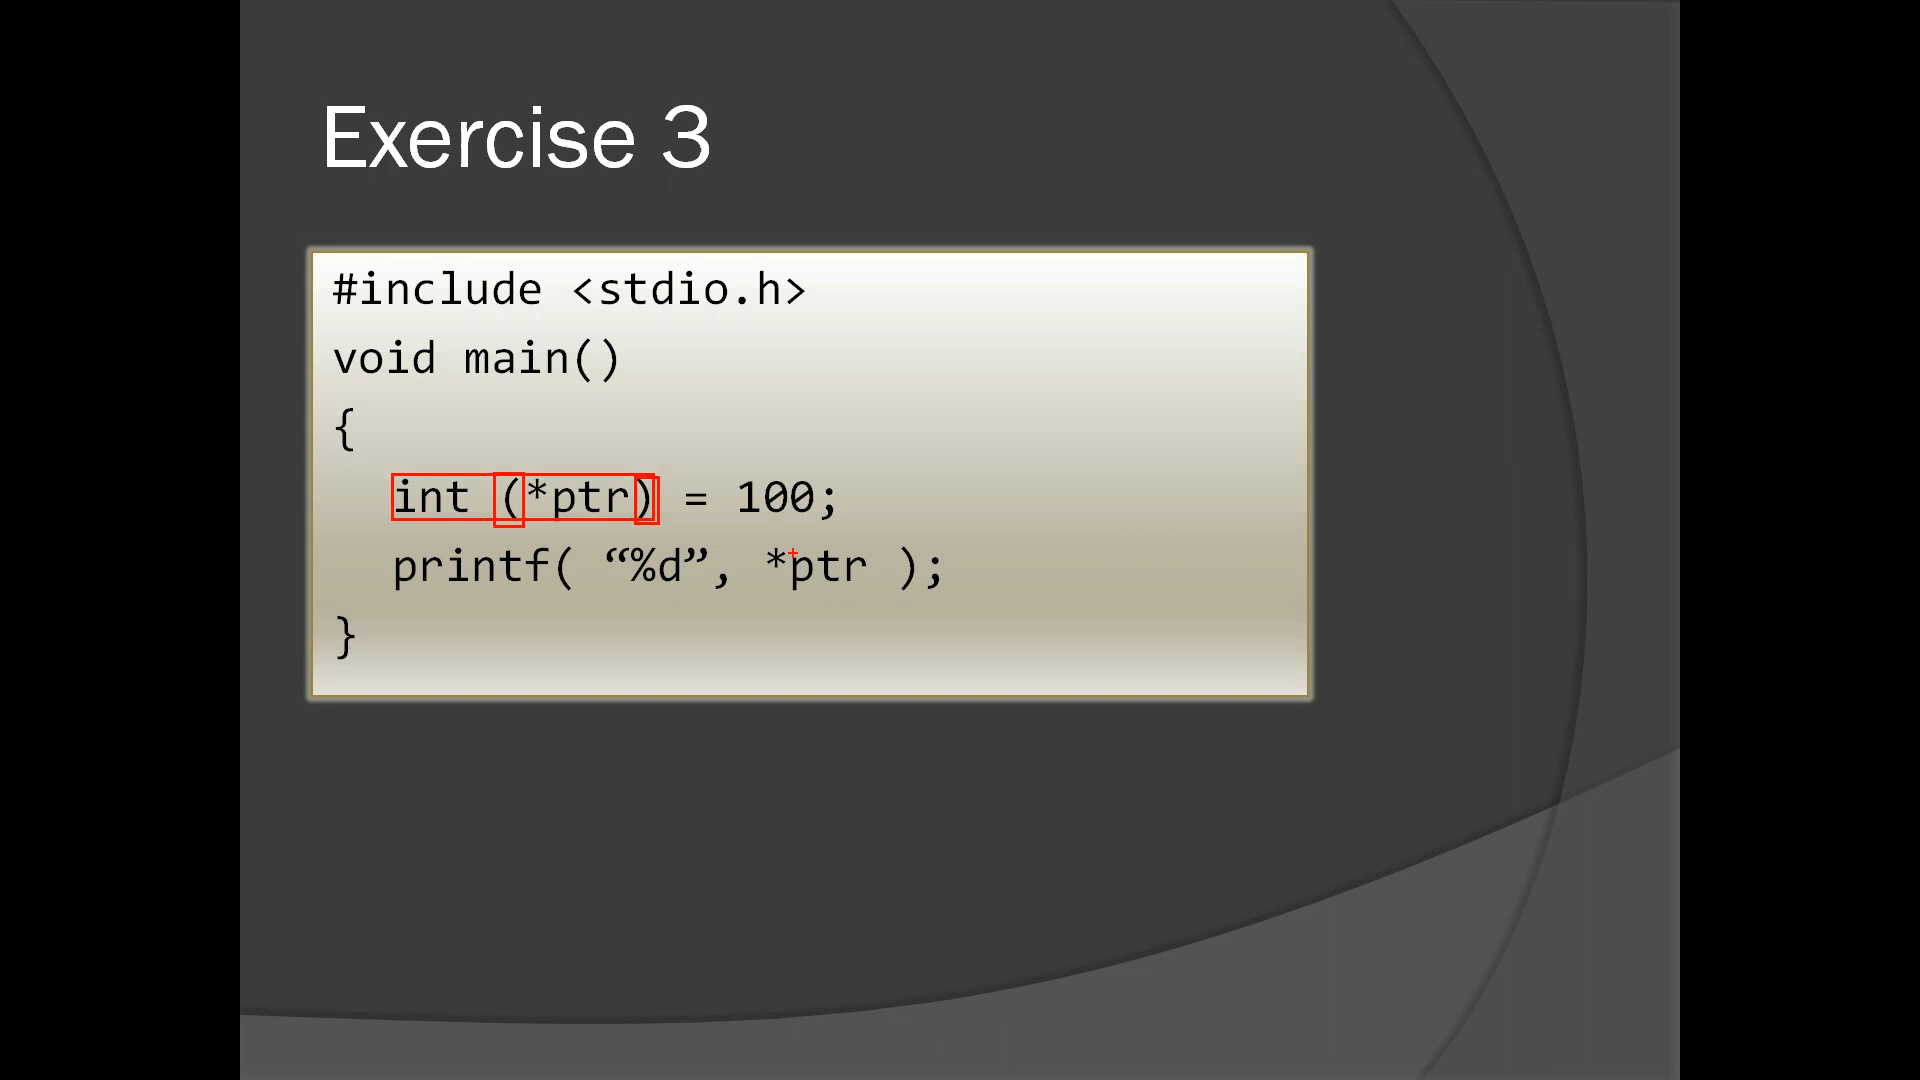 Exercise 3
#include <stdio.h>
void main()
{
int (*ptr) = 100;
printf( “%d”, *ptr );
}